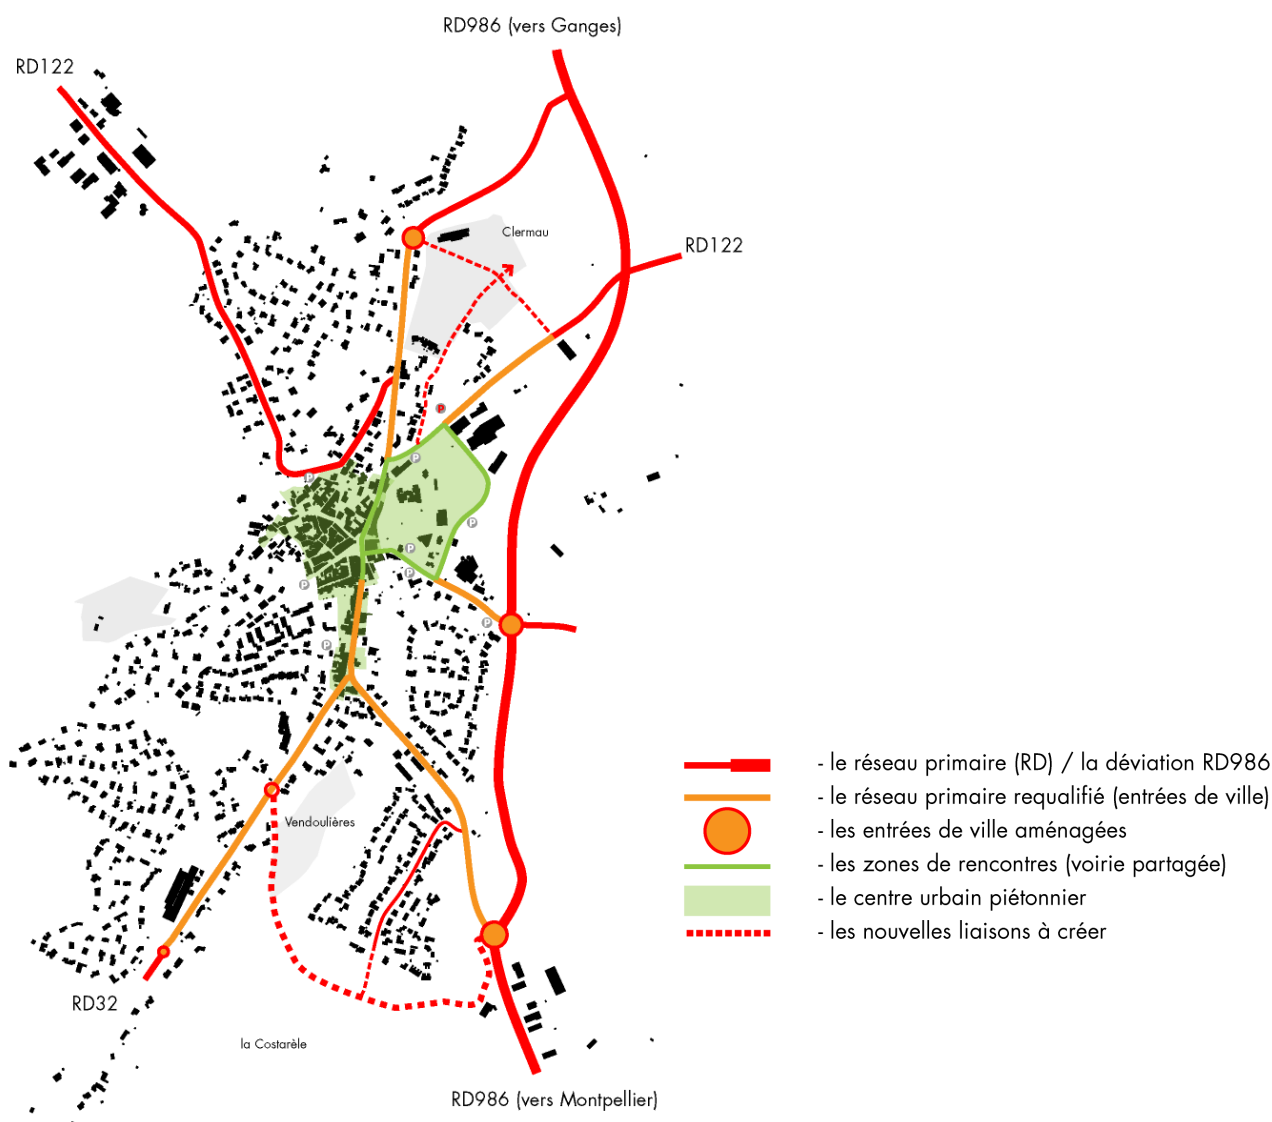 RD986 (vers Ganges)
RD122
Clermau
RD122
P
P
P
P
P
P
P
P
P
- le réseau primaire (RD) / la déviation RD986
- le réseau primaire requalifié (entrées de ville)
- les entrées de ville aménagées
- les zones de rencontres (voirie partagée)
- le centre urbain piétonnier
- les nouvelles liaisons à créer
Vendoulières
RD32
la Costarèle
RD986 (vers Montpellier)